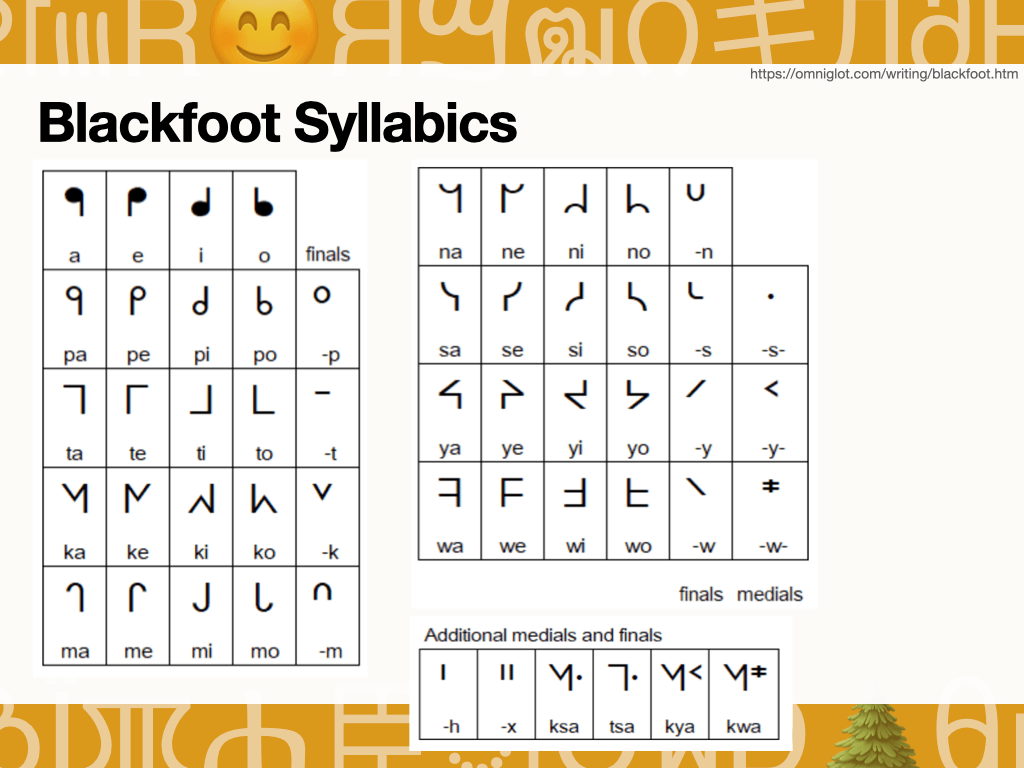 https://omniglot.com/writing/blackfoot.htm
Blackfoot Syllabics
ᖳ ᖰ ᖱ ᖲ
a e i o finals
ᑫ ᑭ ᑯ ᑲ ᐤ
pa pe pi po -p
ᒣ ᒥ ᒧ ᒪ ᐨ
ta te ti to -t
ᖿ ᖼ ᖽ ᖾ ˅
ka ke ki ko -k
ᒉ ᒋ ᒍ ᒐ ᐢ
ma me mi mo -m
ᖻ ᖸ ᖹ ᖺ ᐡ
na ne ni no -n
ᓭ ᓯ ᓱ ᓴ ᒡ ·
sa se si so -s -s-
ᔦ ᔨ ᔪ ᔭ ᐟ ᑉ
ya ye yi yo -y -y-
ᖷ ᖴ ᖵ ᖶ ᐠ ⧧
wa we wi wo -w -w-
finals medials
Additional medials and finals
ᑊ ᐦ ᖿ· ᒣ· ᖿᑉ ᖿ⧧
-h -x ksa tsa kya kwa